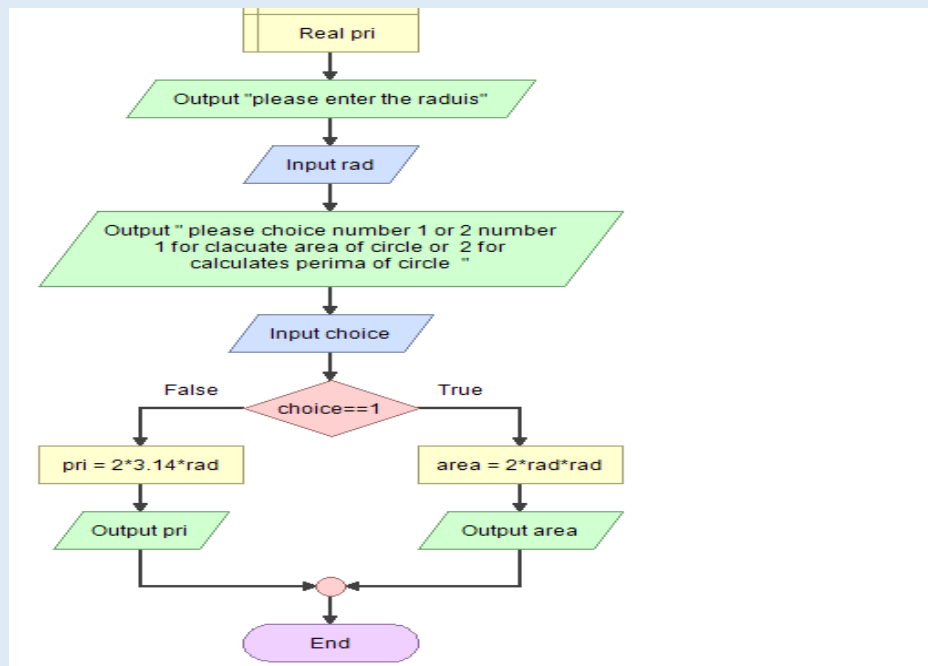 Real pri
Output "please enter the raduis"
Input rad
Output " please choice number 1 or 2 number
1 for clacuate area of circle or  2 for
calculates perima of circle  "
Input choice
False
True
choice==1
pri = 2*3.14*rad
area = 2*rad*rad
Output pri
Output area
End